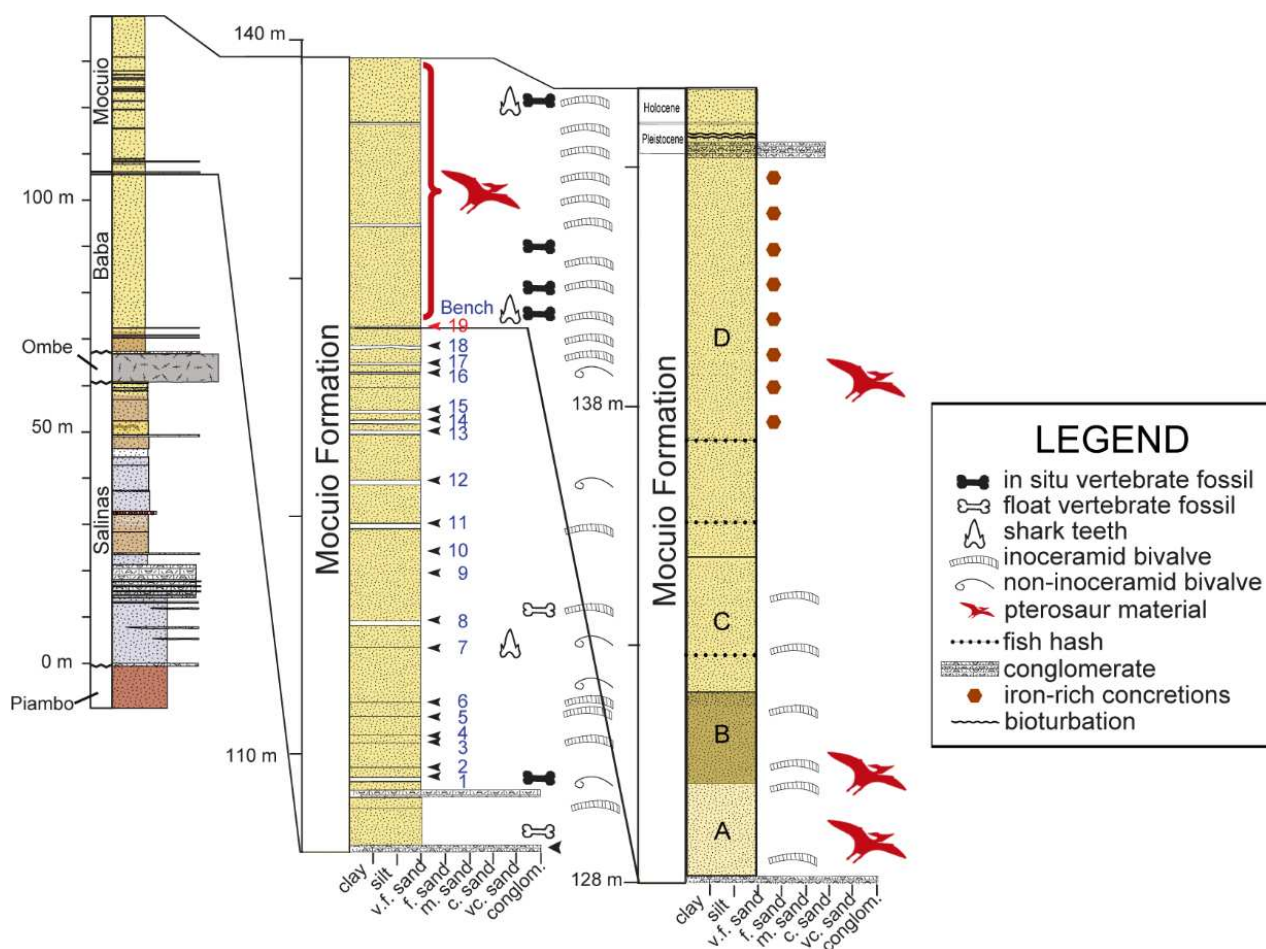 Mocuio
100 m
Baba
Ombe
50 m
Salinas
0 m
Piambo
140 m
Mocuio Formation
110 m
Bench
19
18
17
16
15
14
13
12
11
10
9
8
7
6
5
4
3
2
1
clay
silt
v.f. sand
f. sand
m. sand
c. sand
vc. sand
conglom.
Holocene
Pleistocene
Mocuio Formation
138 m
128 m
D
C
B
A
clay
silt
v.f. sand
f. sand
m. sand
c. sand
vc. sand
conglom.
LEGEND
in situ vertebrate fossil
float vertebrate fossil
shark teeth
inoceramid bivalve
non-inoceramid bivalve
pterosaur material
fish hash
conglomerate
iron-rich concretions
bioturbation